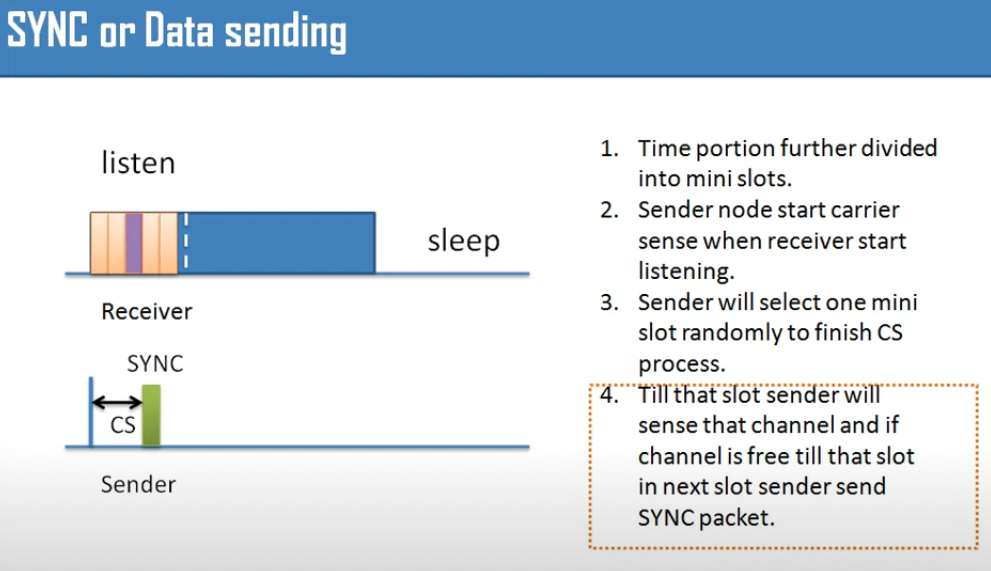 SYNC or Data sending
listen
sleep
Receiver
SYNC
CS
Sender
1. Time portion further divided
into mini slots.
2. Sender node start carrier
sense when receiver start
listening.
3. Sender will select one mini
slot randomly to finish CS
process.
4. Till that slot sender will
sense that channel and if
channel is free till that slot
in next slot sender send
SYNC packet.